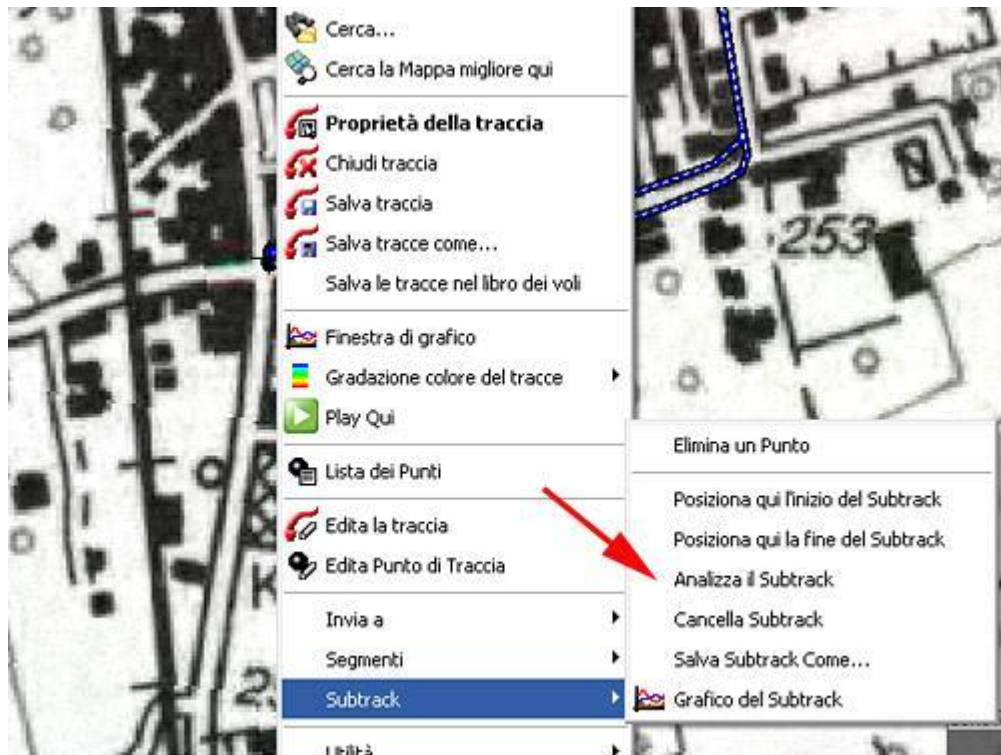 Cerca...
Cerca la Mappa migliore qui
Proprietà della traccia
Chiudi traccia
Salva traccia
Salva tracce come...
Salva le tracce nel libro dei voli
Finestra di grafico
Gradazione colore del tracce
Play Qui
Lista dei Punti
Edita la traccia
Edita Punto di Traccia
Invia a
Segmenti
Subtrack
Utilità
Elimina un Punto
Posiziona qui l'inizio del Subtrack
Posiziona qui la fine del Subtrack
Analizza il Subtrack
Cancella Subtrack
Salva Subtrack Come...
Grafico del Subtrack
253
K